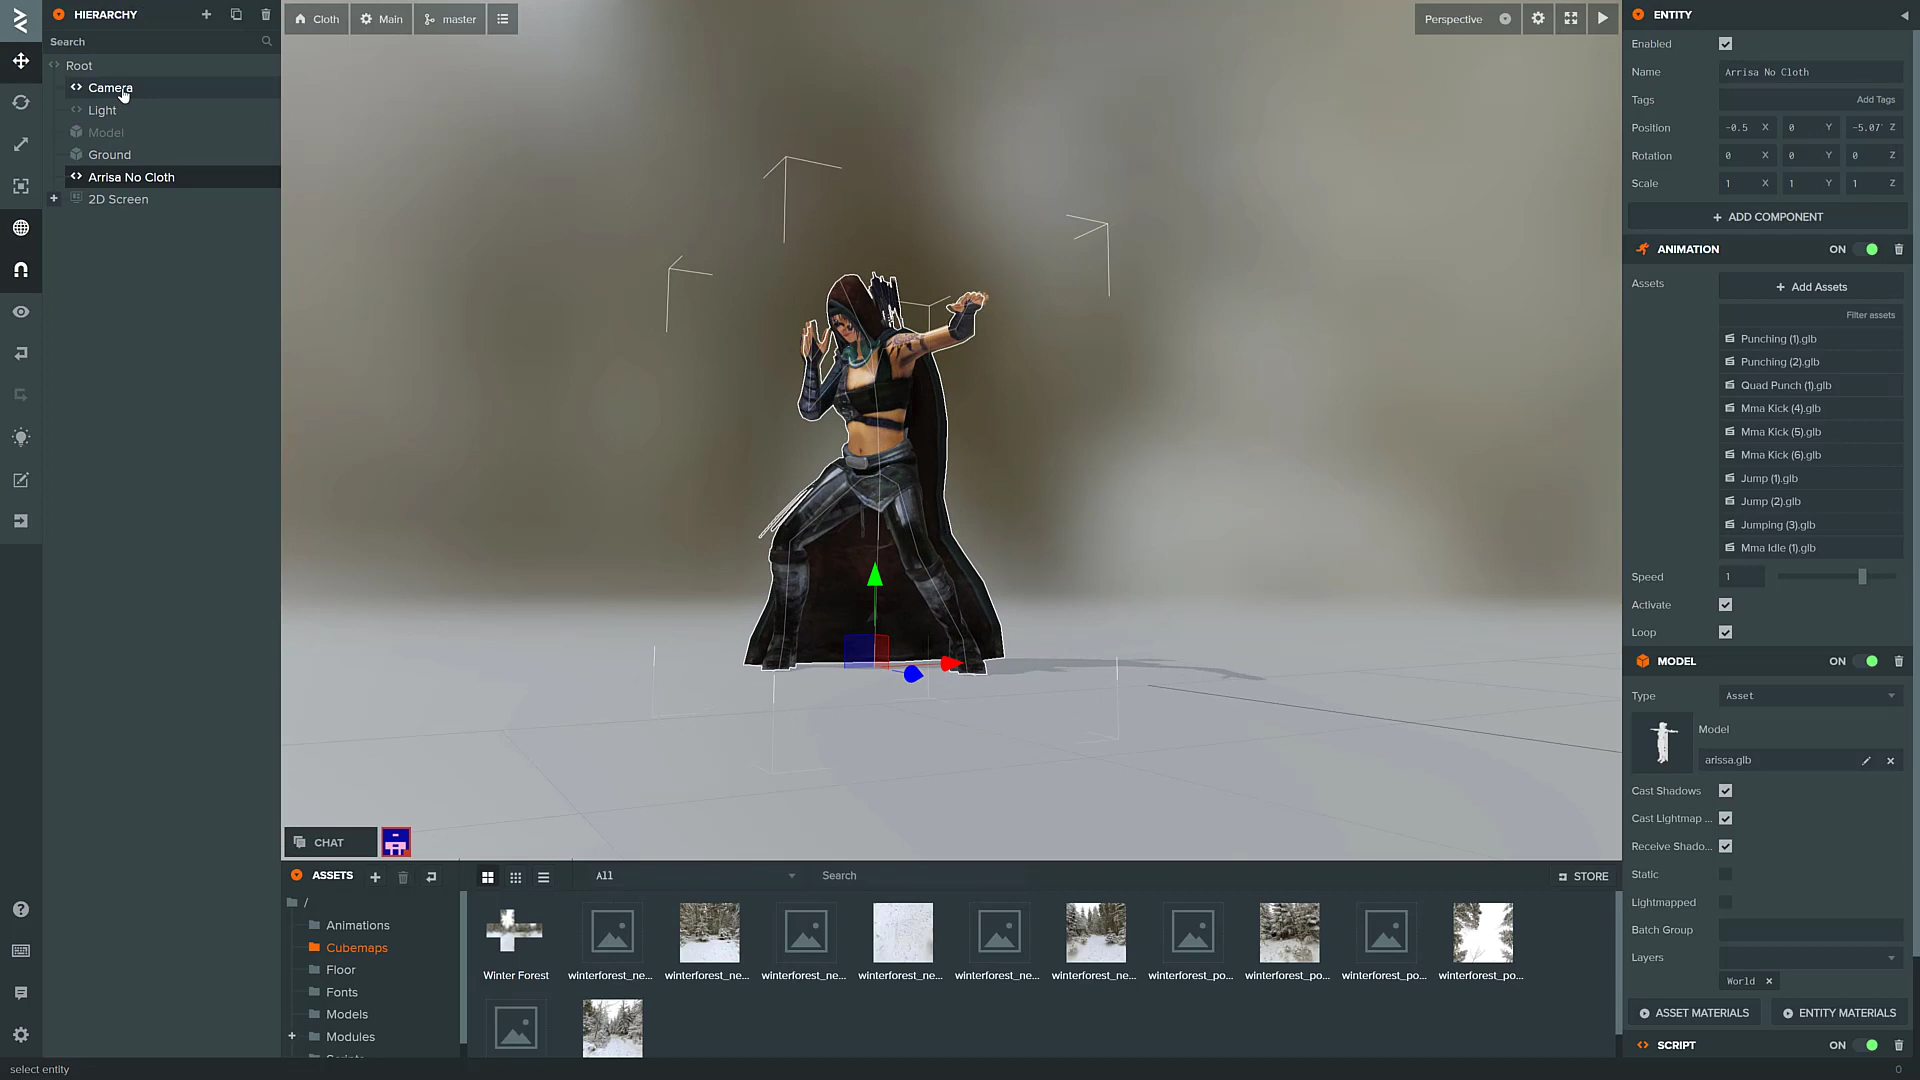 HIERARCHY
Search
Root
Camera
Light
Model
Ground
Arrisa No Cloth
2D Screen
Cloth
Main
master
Perspective
ENTITY
Enabled
Name
Arrisa No Cloth
Tags
Add Tags
Position
-0.5 X
0 Y
-5.07 Z
Rotation
0 X
0 Y
0 Z
Scale
1 X
1 Y
1 Z
ADD COMPONENT
ANIMATION
ON
Assets
Add Assets
Filter assets
Punching (1).glb
Punching (2).glb
Quad Punch (1).glb
Mma Kick (4).glb
Mma Kick (5).glb
Mma Kick (6).glb
Jump (1).glb
Jump (2).glb
Jumping (3).glb
Mma Idle (1).glb
Speed
1
Activate
Loop
MODEL
ON
Type
Asset
Model
arissa.glb
Cast Shadows
Cast Lightmap ...
Receive Shado...
Static
Lightmapped
Batch Group
Layers
World
ASSET MATERIALS
ENTITY MATERIALS
SCRIPT
ON
CHAT
ASSETS
All
Search
STORE
/
Animations
Cubemaps
Floor
Fonts
Models
Modules
Winter Forest
winterforest_ne...
winterforest_ne...
winterforest_ne...
winterforest_ne...
winterforest_ne...
winterforest_ne...
winterforest_po...
winterforest_po...
winterforest_po...
winterforest_po...
select entity
0